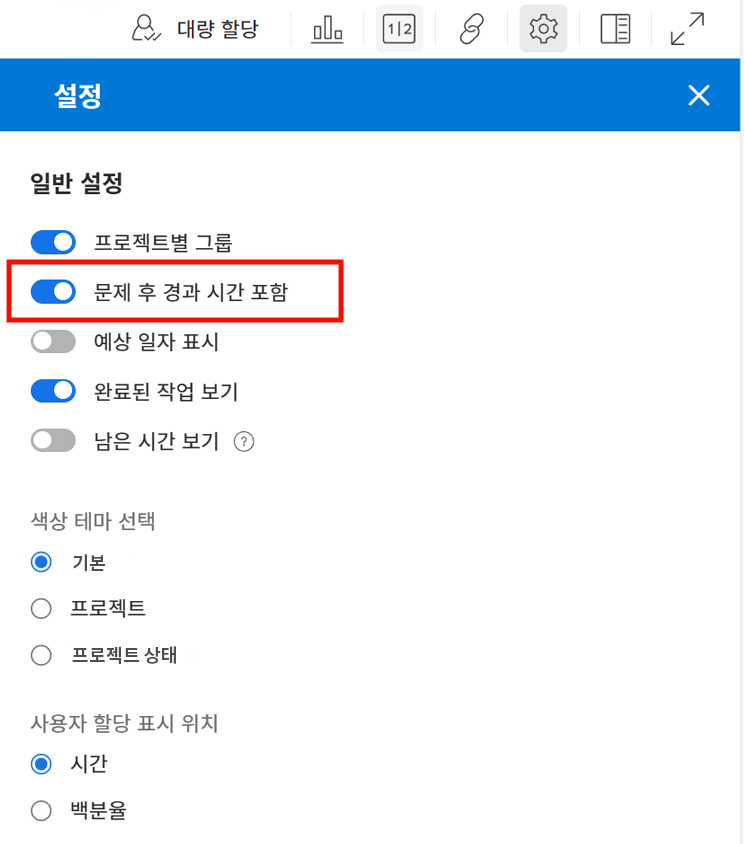 대량 할당
1|2
설정
일반 설정
프로젝트별 그룹
문제 후 경과 시간 포함
예상 일자 표시
완료된 작업 보기
남은 시간 보기 ?
색상 테마 선택
기본
프로젝트
프로젝트 상태
사용자 할당 표시 위치
시간
백분율